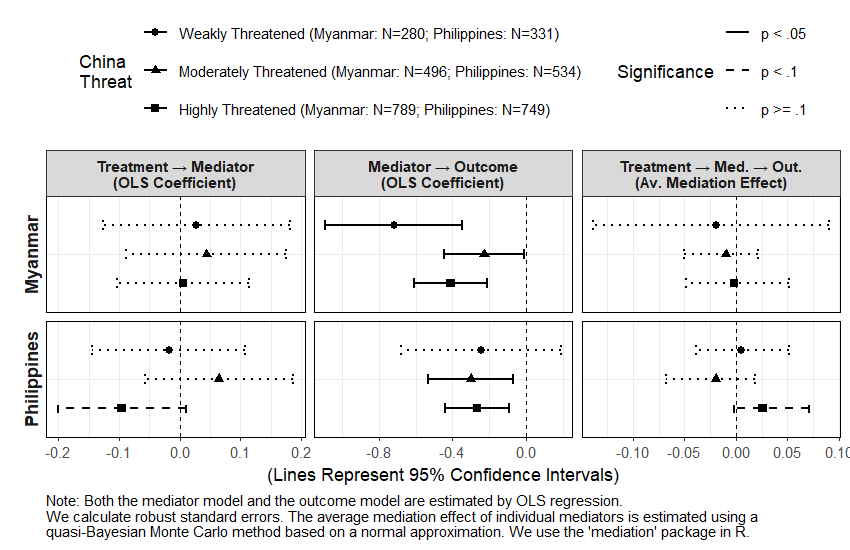 China
Threat
Weakly Threatened (Myanmar: N=280; Philippines: N=331)
Moderately Threatened (Myanmar: N=496; Philippines: N=534)
Highly Threatened (Myanmar: N=789; Philippines: N=749)
Significance
p < .05
p < .1
p >= .1
Treatment → Mediator
(OLS Coefficient)
Mediator → Outcome
(OLS Coefficient)
Treatment → Med. → Out.
(Av. Mediation Effect)
Myanmar
Philippines
-0.2 -0.1 0.0 0.1 0.2
-0.8 -0.4 0.0
-0.10 -0.05 0.00 0.05 0.10
(Lines Represent 95% Confidence Intervals)
Note: Both the mediator model and the outcome model are estimated by OLS regression.
We calculate robust standard errors. The average mediation effect of individual mediators is estimated using a
quasi-Bayesian Monte Carlo method based on a normal approximation. We use the 'mediation' package in R.